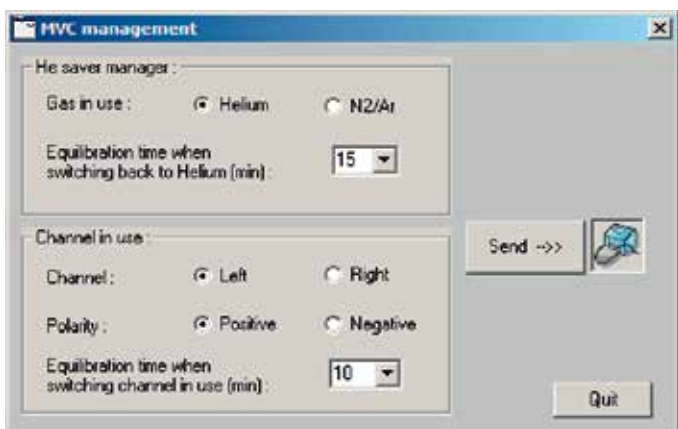 MVC management
He saver manager :
Gas in use : Helium N2/Ar
Equilibration time when
switching back to Helium (min) : 15
Channel in use :
Send -->>
Channel : Left Right
Polarity : Positive Negative
Equilibration time when
switching channel in use (min) : 10
Quit